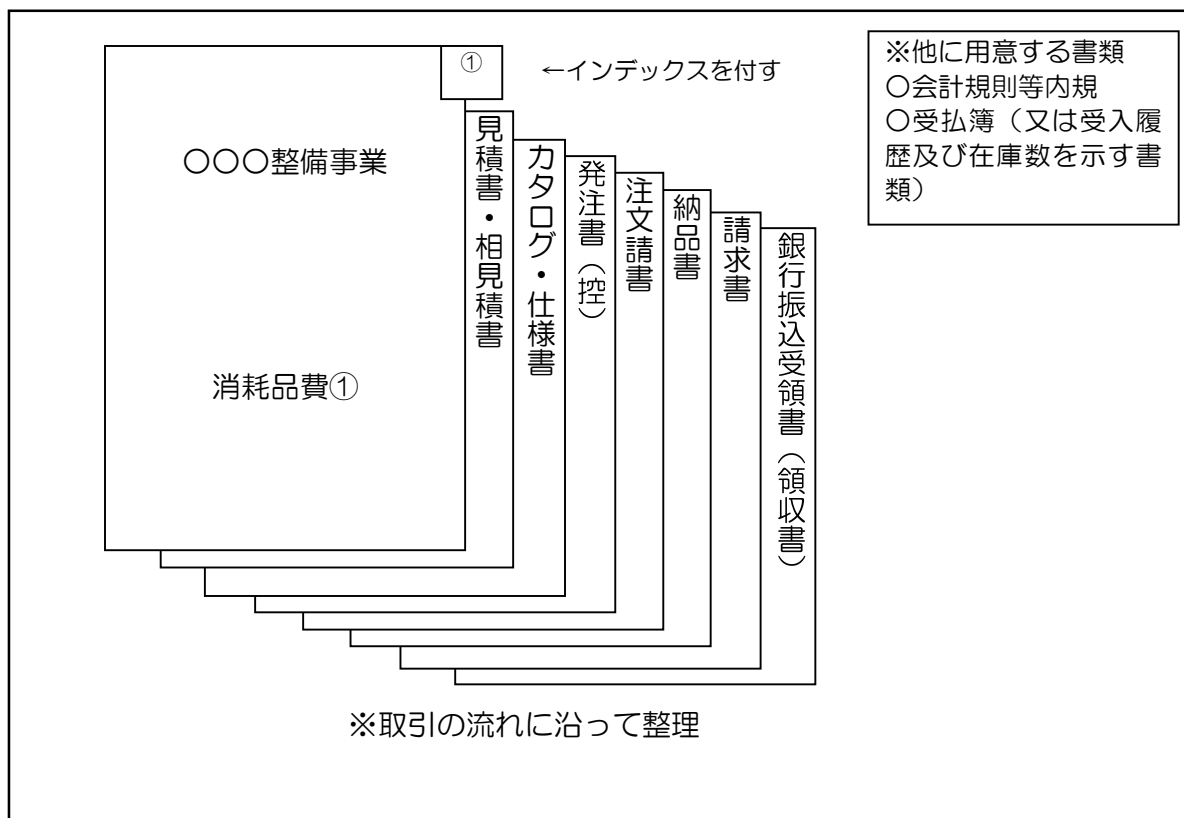 ①
←インデックスを付す
○○○整備事業
消耗品費①
見積書・相見積書
カタログ・仕様書
発注書（控）
注文請書
納品書
請求書
銀行振込受領書（領収書）
※取引の流れに沿って整理
※他に用意する書類
○会計規則等内規
○受払簿（又は受入履
歴及び在庫数を示す書
類）